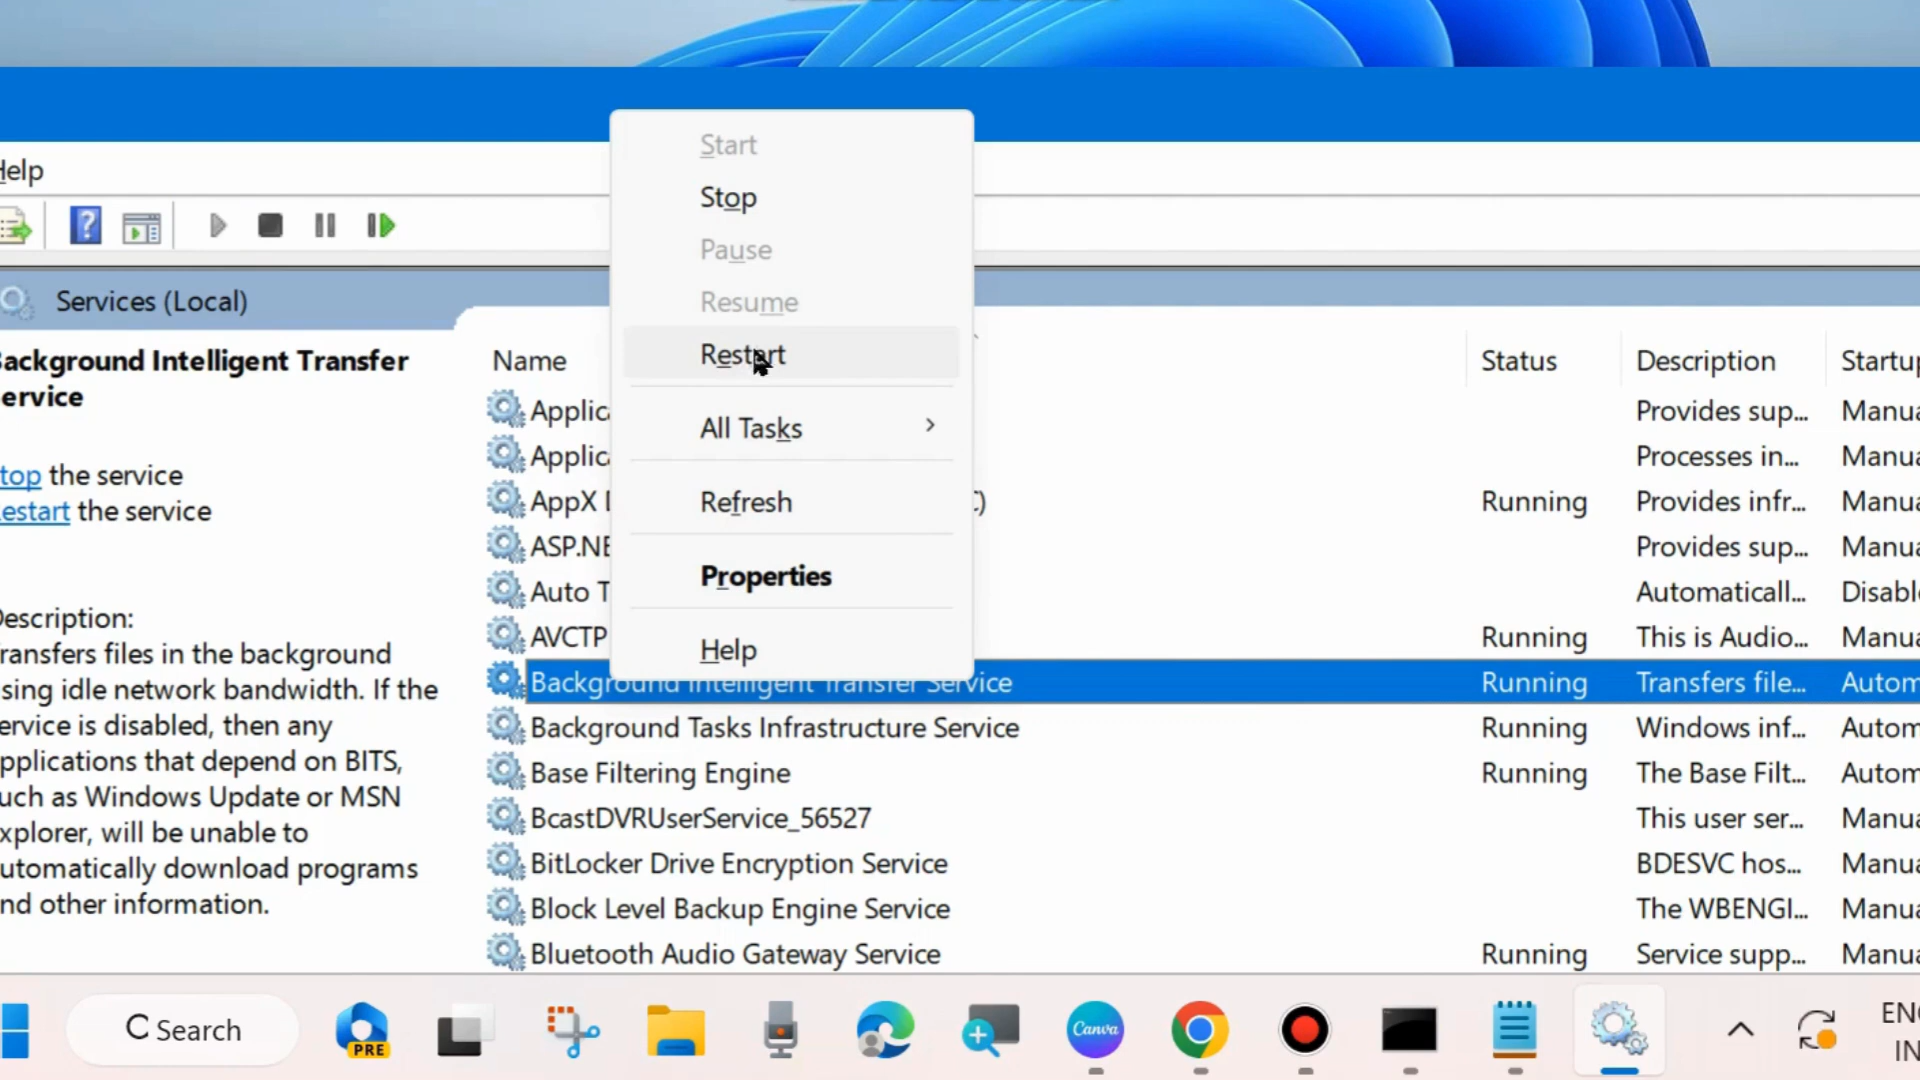 Help
Services (Local)
Background Intelligent Transfer
Service
Stop the service
Restart the service
Description:
Transfers files in the background
using idle network bandwidth. If the
service is disabled, then any
applications that depend on BITS,
such as Windows Update or MSN
Explorer, will be unable to
automatically download programs
and other information.
Start
Stop
Pause
Resume
Restart
All Tasks
Refresh
Properties
Help
Name Status Description Startup
Applic Provides sup... Manua
Applic Processes in... Manua
AppX Running Provides infr... Manua
ASP.NE Provides sup... Manua
Auto T Automaticall... Disable
AVCTP Running This is Audio... Manua
Background Intelligent Transfer Service Running Transfers file... Autom
Background Tasks Infrastructure Service Running Windows inf... Autom
Base Filtering Engine Running The Base Filt... Autom
BcastDVRUserService_56527 This user ser... Manua
BitLocker Drive Encryption Service BDESVC hos... Manua
Block Level Backup Engine Service The WBENGI... Manua
Bluetooth Audio Gateway Service Running Service supp... Manua
Search
PRE
Canva
ENG
IN